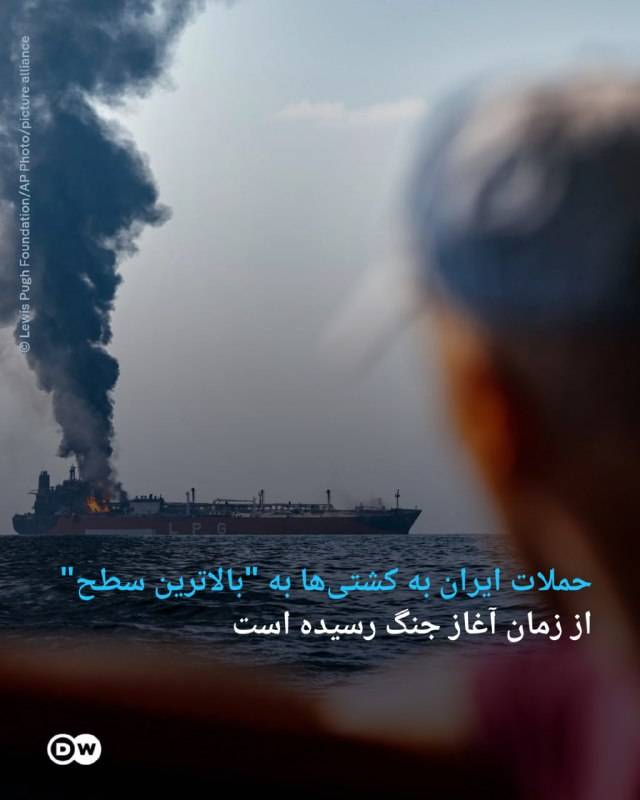 © Lewis Pugh Foundation/AP Photo/picture alliance
LPG
حملات ایران به کشتی‌ها به "بالاترین سطح"
از زمان آغاز جنگ رسیده است
DW